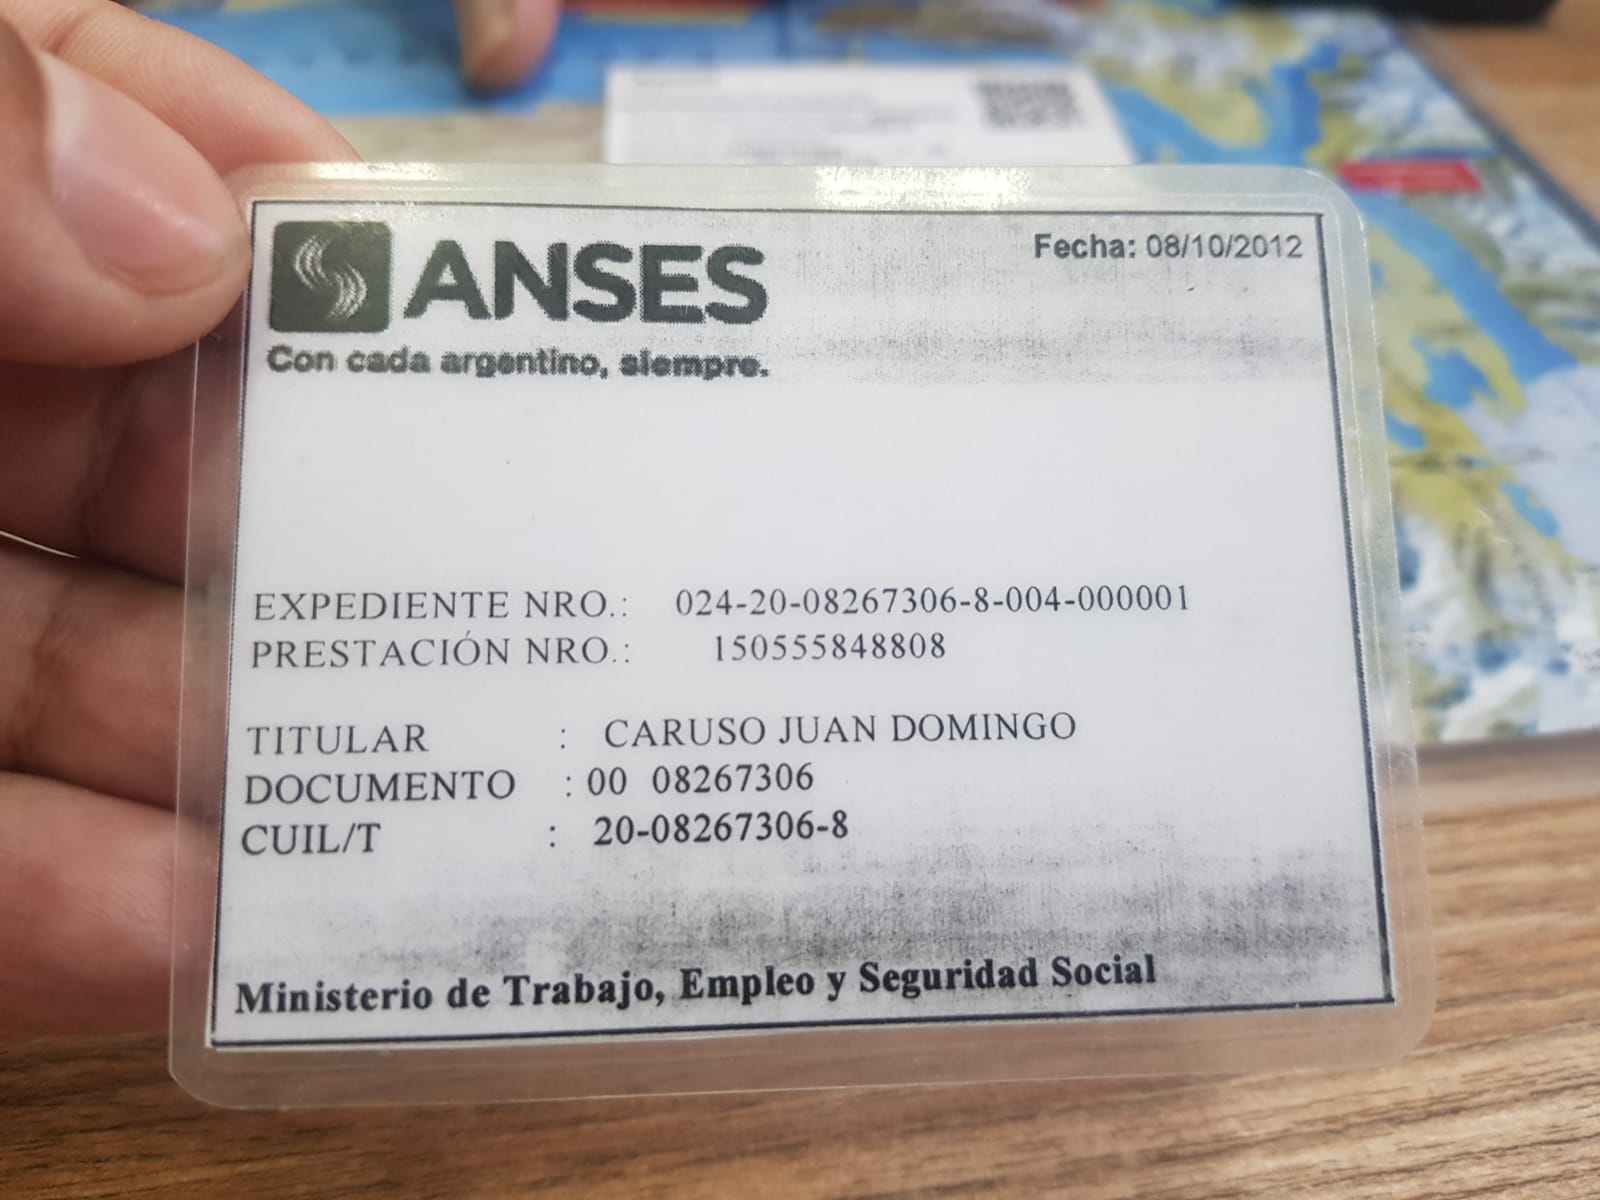 ANSES
Fecha: 08/10/2012
Con cada argentino, siempre.
EXPEDIENTE NRO.: 024-20-08267306-8-004-000001
PRESTACIÓN NRO.: 150555848808
TITULAR : CARUSO JUAN DOMINGO
DOCUMENTO : 00 08267306
CUIL/T : 20-08267306-8
Ministerio de Trabajo, Empleo y Seguridad Social